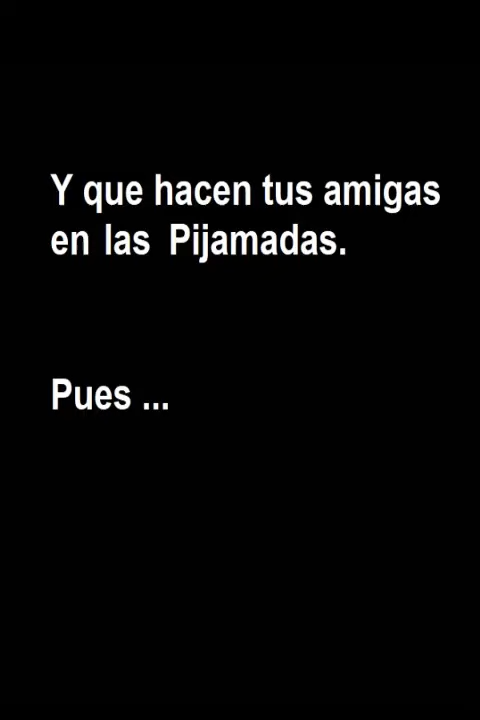 Y que hacen tus amigas
en las Pijamadas.
Pues ...